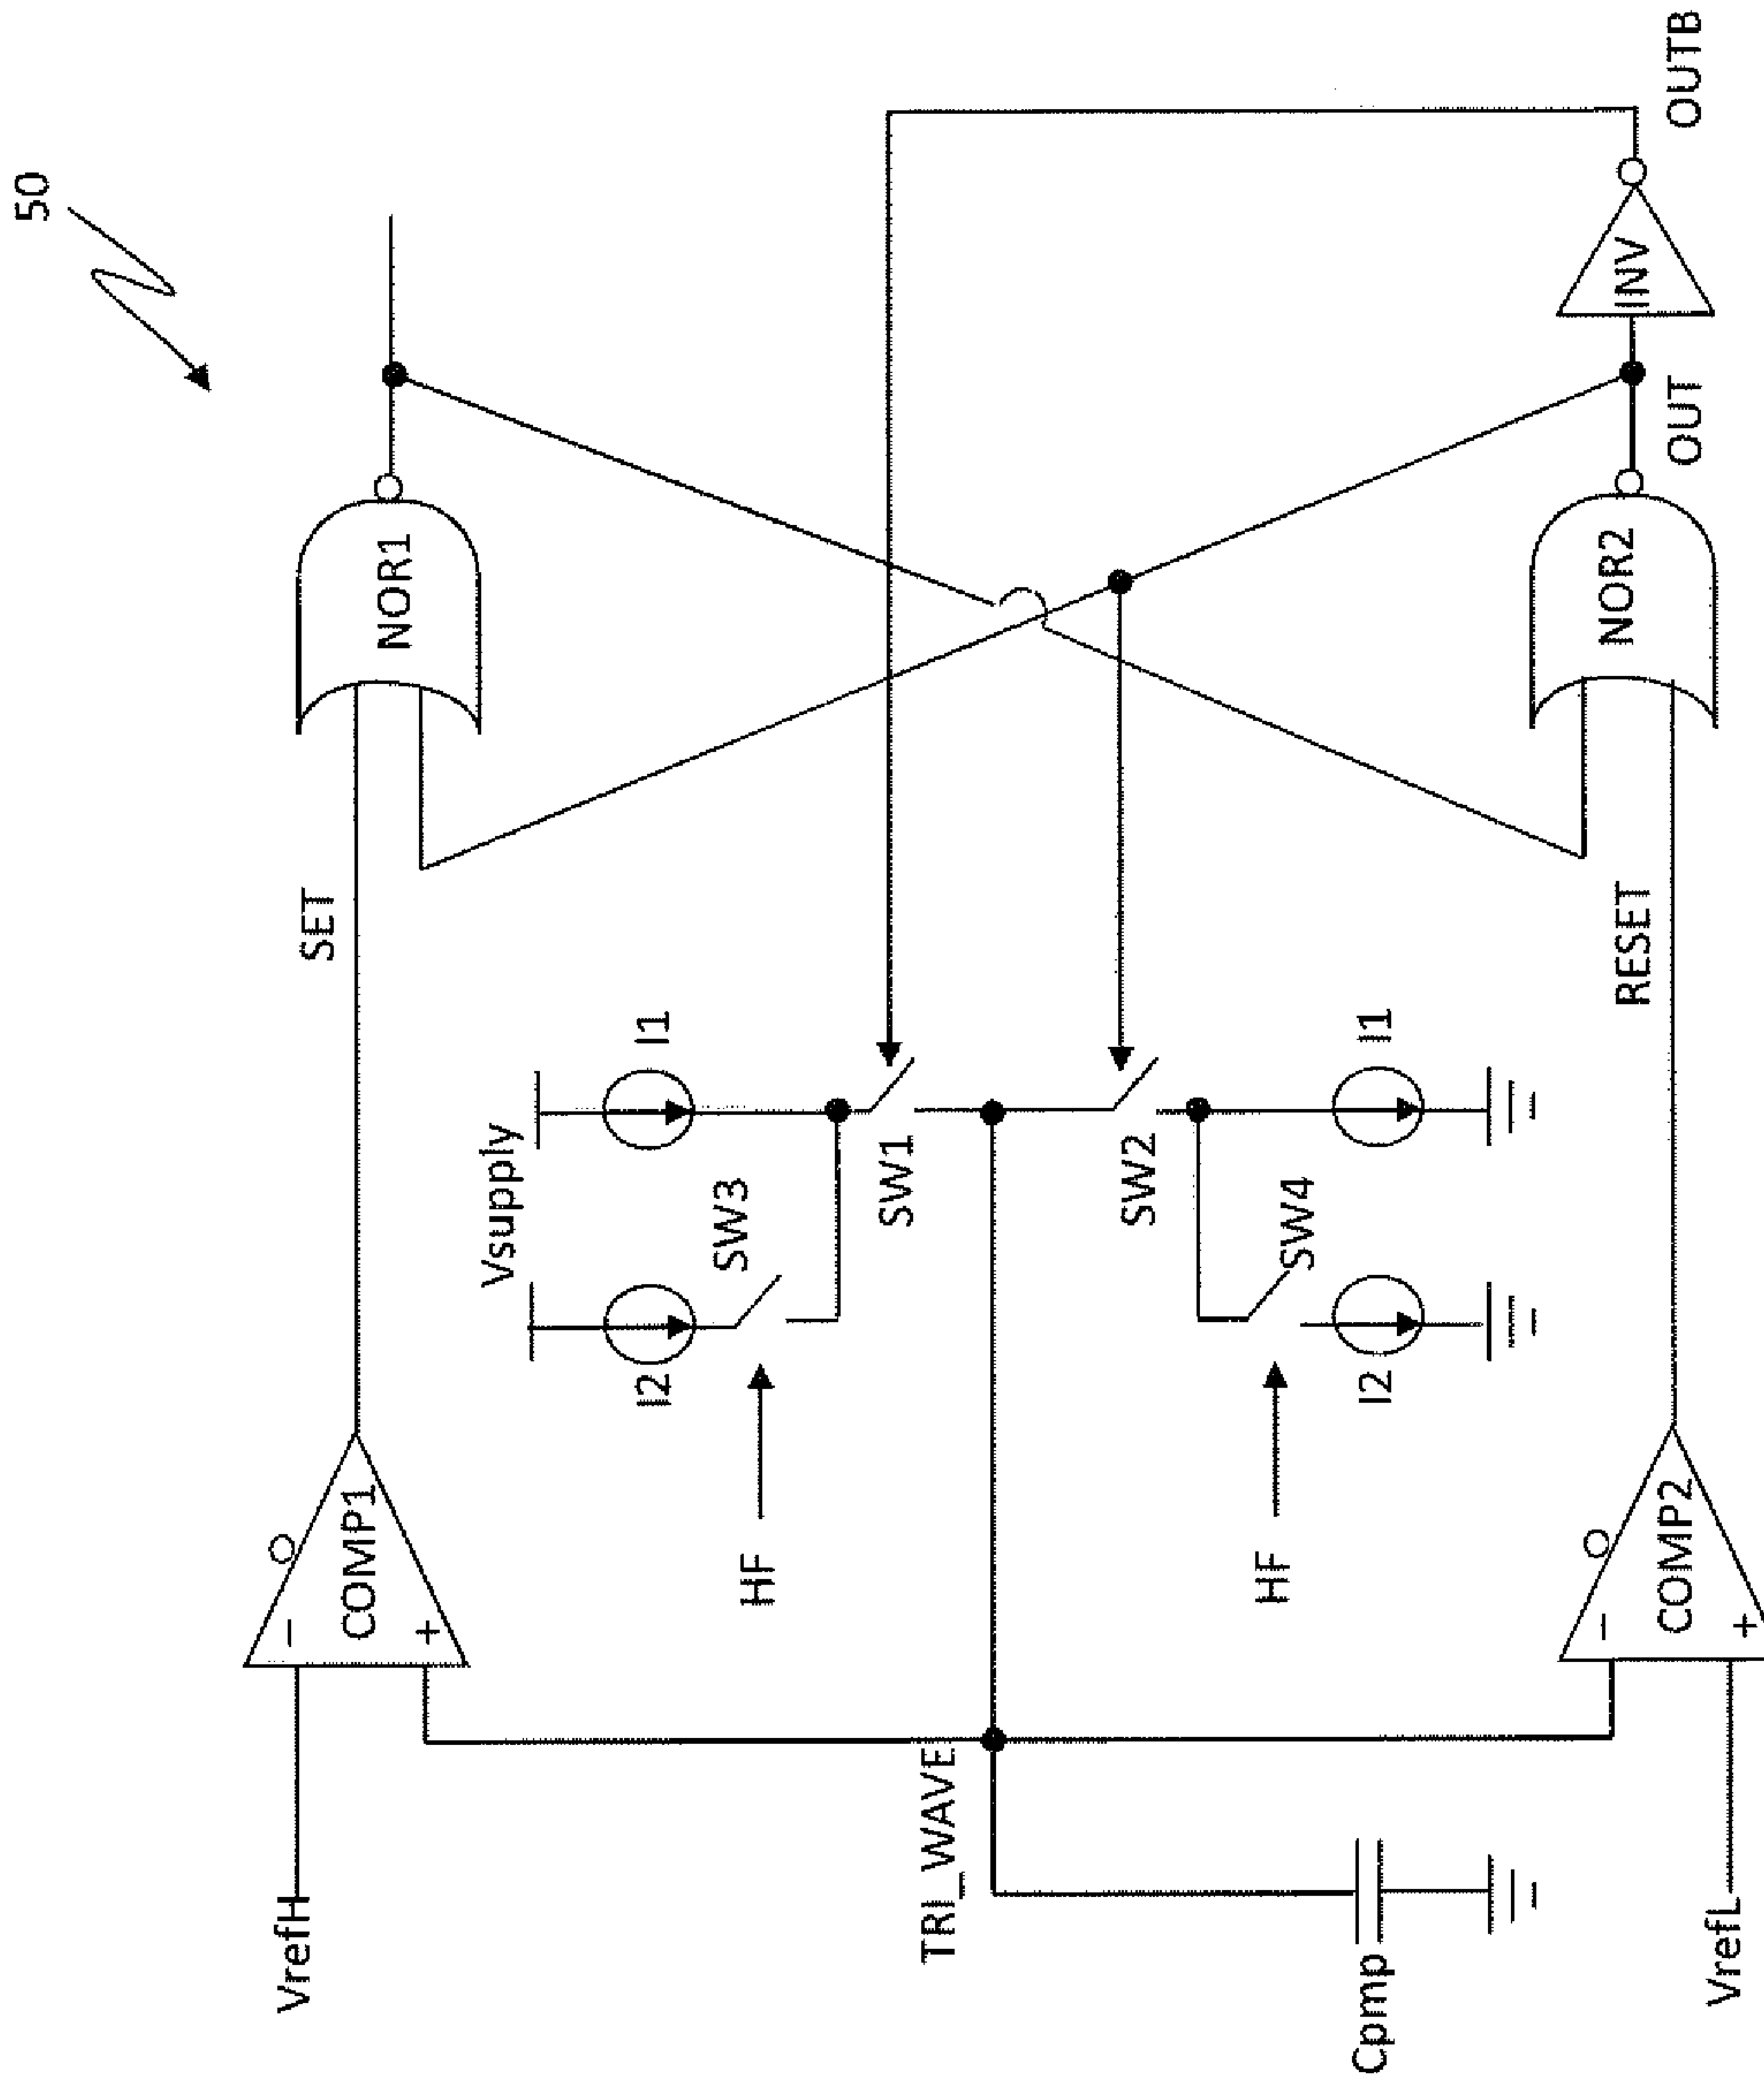 50
VrefH
COMP1
−
+
SET
NOR1
Vsupply
I2
I1
SW3
HF
SW1
TRI_WAVE
SW2
SW4
HF
I2
I1
Cpmp
VrefL
COMP2
−
+
RESET
NOR2
OUT
INV
OUTB